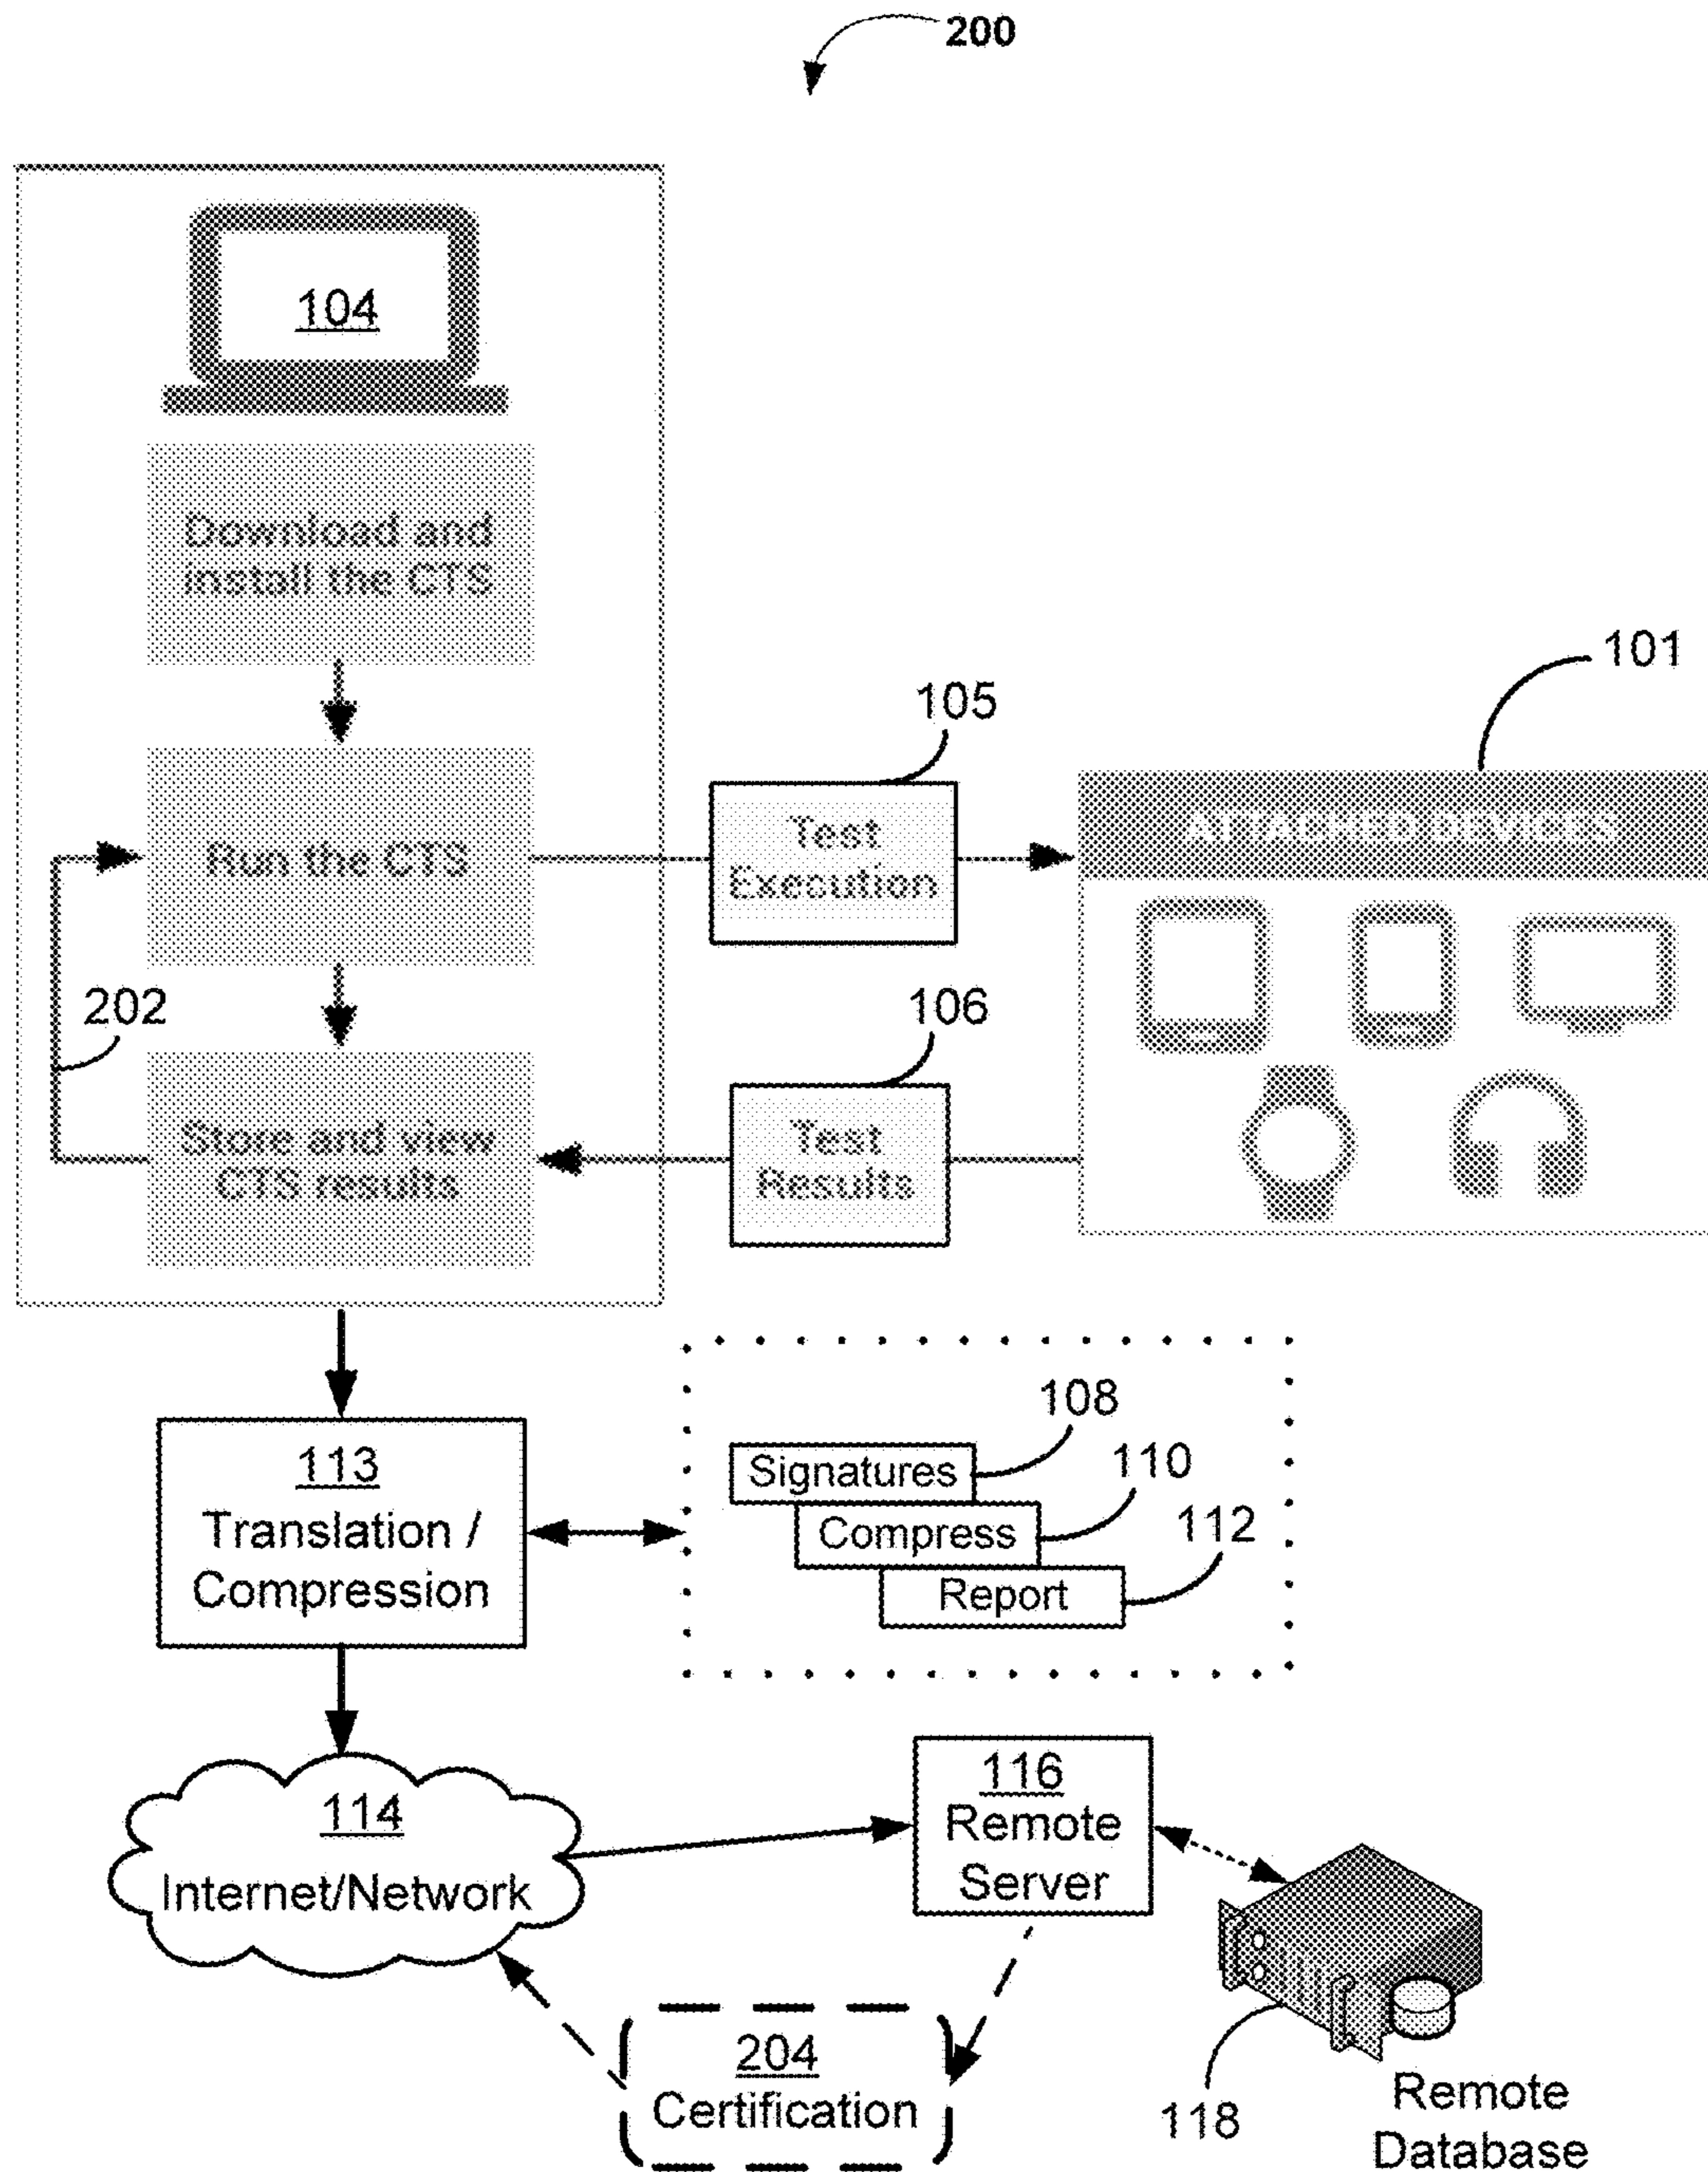 200
104
Download and
install the CTS
101
105
ATTACHED DEVICES
Test
Execution
Run the CTS
202
106
Store and view
CTS results
Test
Results
108
113
Signatures
110
Translation /
Compression
Compress
112
Report
114
Internet/Network
116
Remote
Server
204
Certification
118
Remote
Database